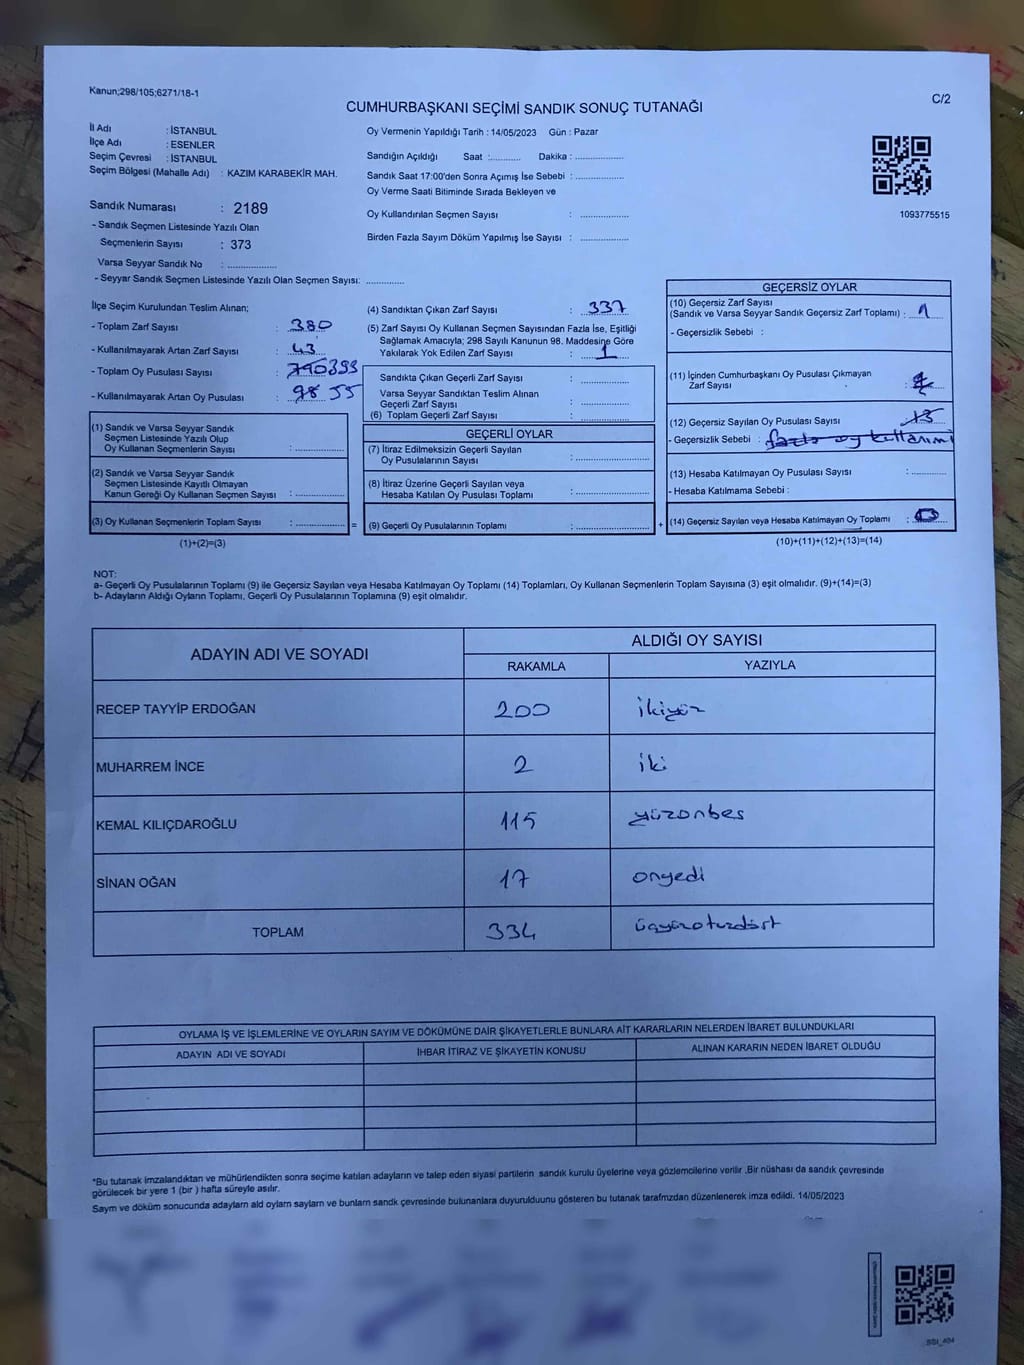 Kanun;298/105;6271/18-1
C/2
CUMHURBAŞKANI SEÇİMİ SANDIK SONUÇ TUTANAĞI
İl Adı : İSTANBUL
İlçe Adı : ESENLER
Seçim Çevresi : İSTANBUL
Seçim Bölgesi (Mahalle Adı) : KAZIM KARABEKİR MAH.
Sandık Numarası : 2189
- Sandık Seçmen Listesinde Yazılı Olan
Seçmenlerin Sayısı : 373
Varsa Seyyar Sandık No : ...............
- Seyyar Sandık Seçmen Listesinde Yazılı Olan Seçmen Sayısı: ............
Oy Vermenin Yapıldığı Tarih : 14/05/2023 Gün : Pazar
Sandığın Açıldığı Saat :.......... Dakika : ...............
Sandık Saat 17:00'den Sonra Açımış İse Sebebi : ...............
Oy Verme Saati Bitiminde Sırada Bekleyen ve
Oy Kullandırılan Seçmen Sayısı : ...............
Birden Fazla Sayım Döküm Yapılmış İse Sayısı : ...............
1093775515
İlçe Seçim Kurulundan Teslim Alınan;
- Toplam Zarf Sayısı : 380
- Kullanılmayarak Artan Zarf Sayısı : 43
- Toplam Oy Pusulası Sayısı :
- Kullanılmayarak Artan Oy Pusulası : 98 55
(4) Sandıktan Çıkan Zarf Sayısı : 337
(5) Zarf Sayısı Oy Kullanan Seçmen Sayısından Fazla İse, Eşitliği
Sağlamak Amacıyla; 298 Sayılı Kanunun 98. Maddesine Göre
Yakılarak Yok Edilen Zarf Sayısı : 1
Sandıkta Çıkan Geçerli Zarf Sayısı : ...............
Varsa Seyyar Sandıktan Teslim Alınan
Geçerli Zarf Sayısı : ...............
(6) Toplam Geçerli Zarf Sayısı : ...............
GEÇERSİZ OYLAR
(10) Geçersiz Zarf Sayısı
(Sandık ve Varsa Seyyar Sandık Geçersiz Zarf Toplamı) : 1
- Geçersizlik Sebebi :
(11) İçinden Cumhurbaşkanı Oy Pusulası Çıkmayan
Zarf Sayısı :
(12) Geçersiz Sayılan Oy Pusulası Sayısı : 13
- Geçersizlik Sebebi : fazla oy kullanımı
(13) Hesaba Katılmayan Oy Pusulası Sayısı : ............
- Hesaba Katılmama Sebebi :
(14) Geçersiz Sayılan veya Hesaba Katılmayan Oy Toplamı :
(10)+(11)+(12)+(13)=(14)
(1) Sandık ve Varsa Seyyar Sandık
Seçmen Listesinde Yazılı Olup
Oy Kullanan Seçmenlerin Sayısı : ...............
(2) Sandık ve Varsa Seyyar Sandık
Seçmen Listesinde Kayıtlı Olmayan
Kanun Gereği Oy Kullanan Seçmen Sayısı : ...............
(3) Oy Kullanan Seçmenlerin Toplam Sayısı : ............... =
(1)+(2)=(3)
GEÇERLİ OYLAR
(7) İtiraz Edilmeksizin Geçerli Sayılan
Oy Pusulalarının Sayısı : ...............
(8) İtiraz Üzerine Geçerli Sayılan veya
Hesaba Katılan Oy Pusulası Toplamı : ...............
(9) Geçerli Oy Pusulalarının Toplamı : ............... +
NOT:
a- Geçerli Oy Pusulalarının Toplamı (9) ile Geçersiz Sayılan veya Hesaba Katılmayan Oy Toplamı (14) Toplamları, Oy Kullanan Seçmenlerin Toplam Sayısına (3) eşit olmalıdır. (9)+(14)=(3)
b- Adayların Aldığı Oyların Toplamı, Geçerli Oy Pusulalarının Toplamına (9) eşit olmalıdır.
ADAYIN ADI VE SOYADI ALDIĞI OY SAYISI
RAKAMLA YAZIYLA
RECEP TAYYİP ERDOĞAN 200 ikiyüz
MUHARREM İNCE 2 iki
KEMAL KILIÇDAROĞLU 115 yüzonbeş
SİNAN OĞAN 17 onyedi
TOPLAM 334 üçyüzotuzdört
OYLAMA İŞ VE İŞLEMLERİNE VE OYLARIN SAYIM VE DÖKÜMÜNE DAİR ŞİKAYETLERLE BUNLARA AİT KARARLARIN NELERDEN İBARET BULUNDUKLARI
ADAYIN ADI VE SOYADI İHBAR İTİRAZ VE ŞİKAYETİN KONUSU ALINAN KARARIN NEDEN İBARET OLDUĞU
*Bu tutanak imzalandıktan ve mühürlendikten sonra seçime katılan adayların ve talep eden siyasi partilerin sandık kurulu üyelerine veya gözlemcilerine verilir .Bir nüshası da sandık çevresinde
görülecek bir yere 1 (bir ) hafta süreyle asılır.
Saym ve döküm sonucunda adaylarn ald oylarn saylarn ve bunlarn sandk çevresinde bulunanlara duyurulduunu gösteren bu tutanak tarafmzdan düzenlenerek imza edildi. 14/05/2023